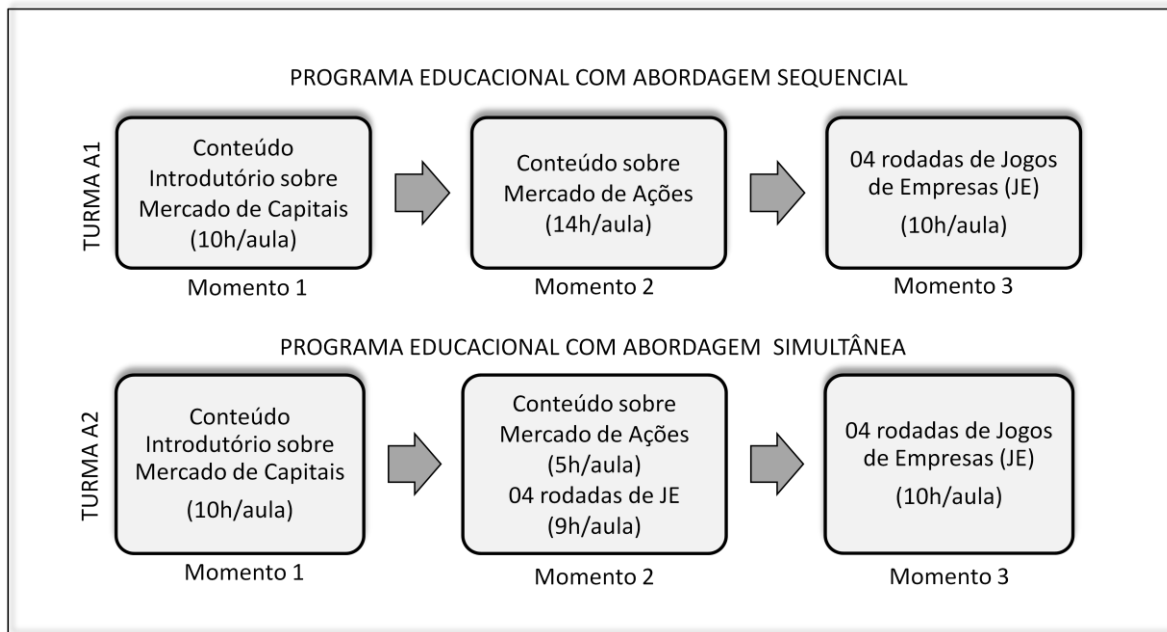 PROGRAMA EDUCACIONAL COM ABORDAGEM SEQUENCIAL
TURMA A1
Conteúdo
Introdutório sobre
Mercado de Capitais
(10h/aula)
Momento 1
Conteúdo sobre
Mercado de Ações
(14h/aula)
Momento 2
04 rodadas de Jogos
de Empresas (JE)
(10h/aula)
Momento 3
PROGRAMA EDUCACIONAL COM ABORDAGEM SIMULTÂNEA
TURMA A2
Conteúdo
Introdutório sobre
Mercado de Capitais
(10h/aula)
Momento 1
Conteúdo sobre
Mercado de Ações
(5h/aula)
04 rodadas de JE
(9h/aula)
Momento 2
04 rodadas de Jogos
de Empresas (JE)
(10h/aula)
Momento 3